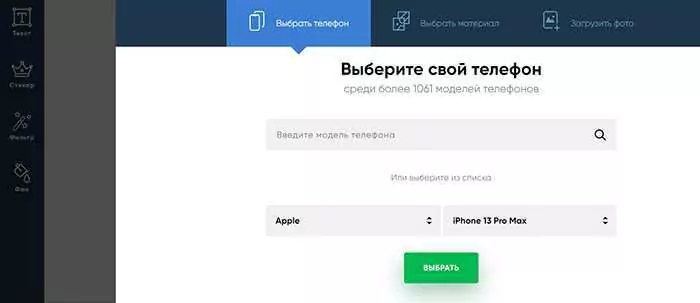 Выбрать телефон
Выбрать материал
Загрузить фото
Текст
Стикер
Фильтр
Фон
Выберите свой телефон
среди более 1061 моделей телефонов
Введите модель телефона
Или выберите из списка
Apple
iPhone 13 Pro Max
ВЫБРАТЬ